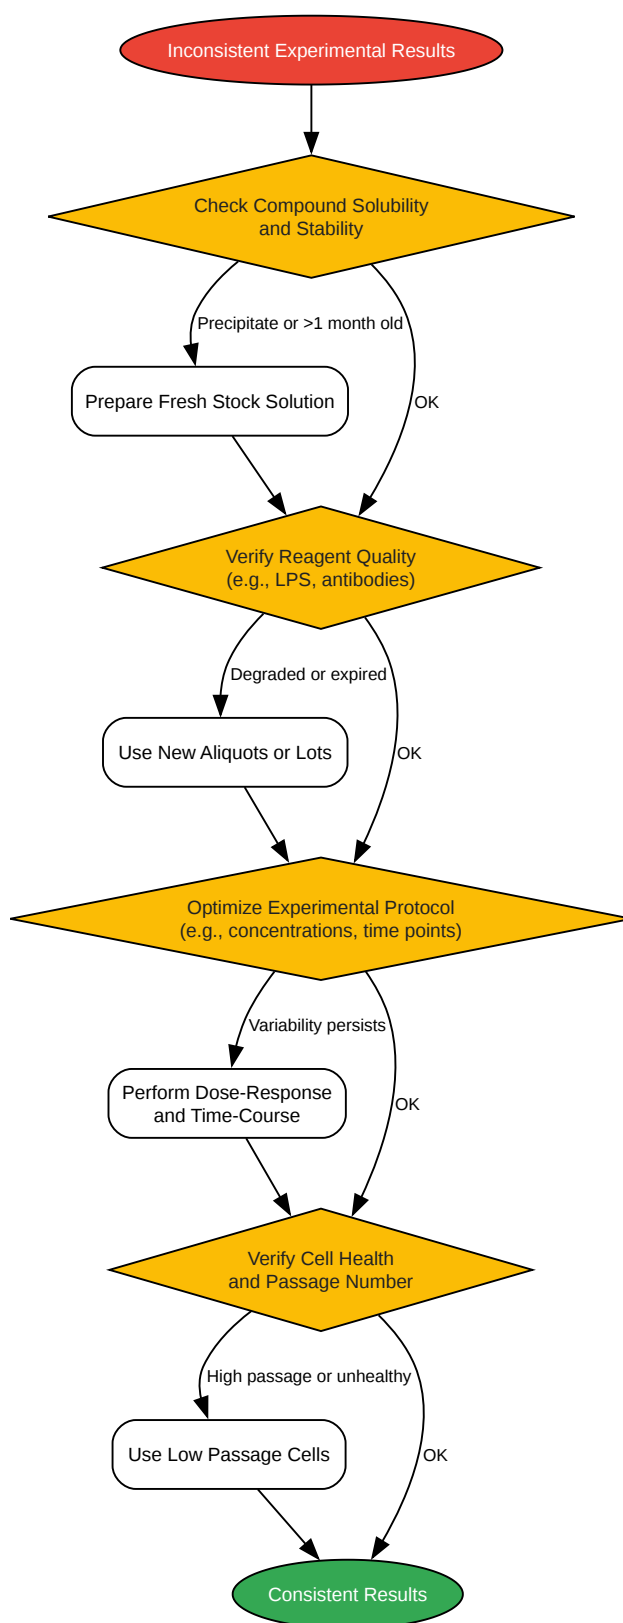 Inconsistent Experimental Results
Check Compound Solubility
and Stability
Precipitate or >1 month old
Prepare Fresh Stock Solution
OK
Verify Reagent Quality
(e.g., LPS, antibodies)
Degraded or expired
Use New Aliquots or Lots
OK
Optimize Experimental Protocol
(e.g., concentrations, time points)
Variability persists
Perform Dose-Response
and Time-Course
OK
Verify Cell Health
and Passage Number
High passage or unhealthy
Use Low Passage Cells
OK
Consistent Results